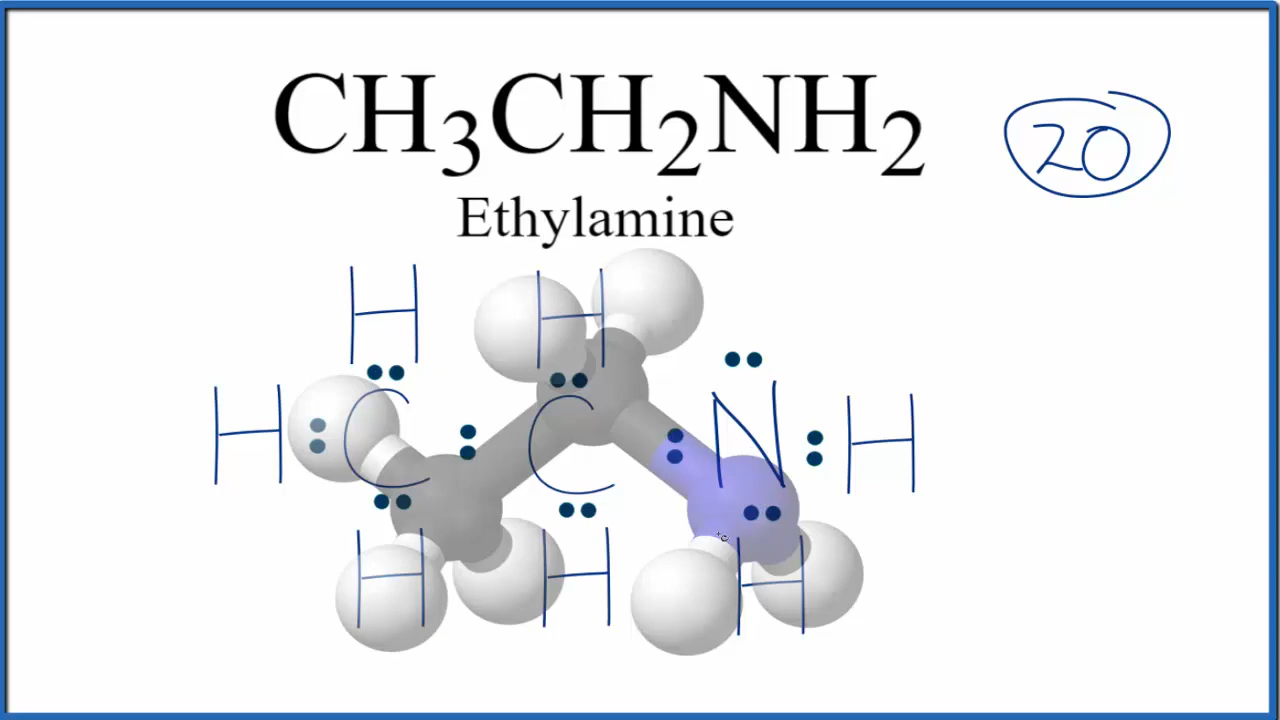 CH₃CH₂NH₂ 20
Ethylamine
H H
H C C N H
H H H